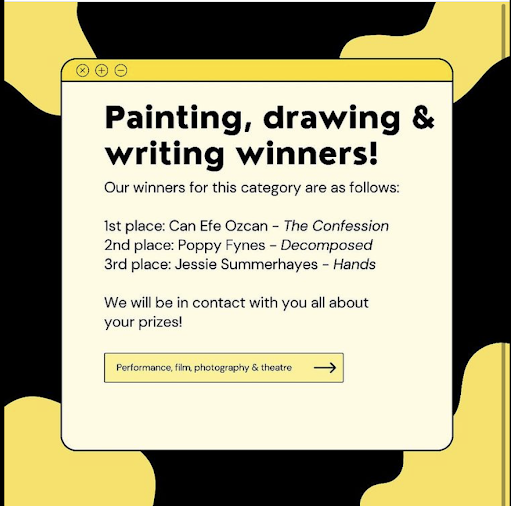 Painting, drawing &
writing winners!
Our winners for this category are as follows:
1st place: Can Efe Ozcan - The Confession
2nd place: Poppy Fynes - Decomposed
3rd place: Jessie Summerhayes - Hands
We will be in contact with you all about
your prizes!
Performance, film, photography & theatre